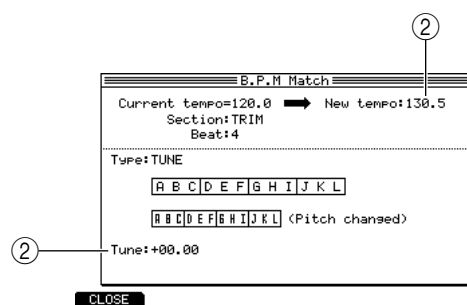 ②
B.P.M Match
Current tempo=120.0 ➡ New tempo:130.5
Section:TRIM
Beat:4
Type:TUNE
A B C D E F G H I J K L
A B C D E F G H I J K L (Pitch changed)
② Tune:+00.00
CLOSE